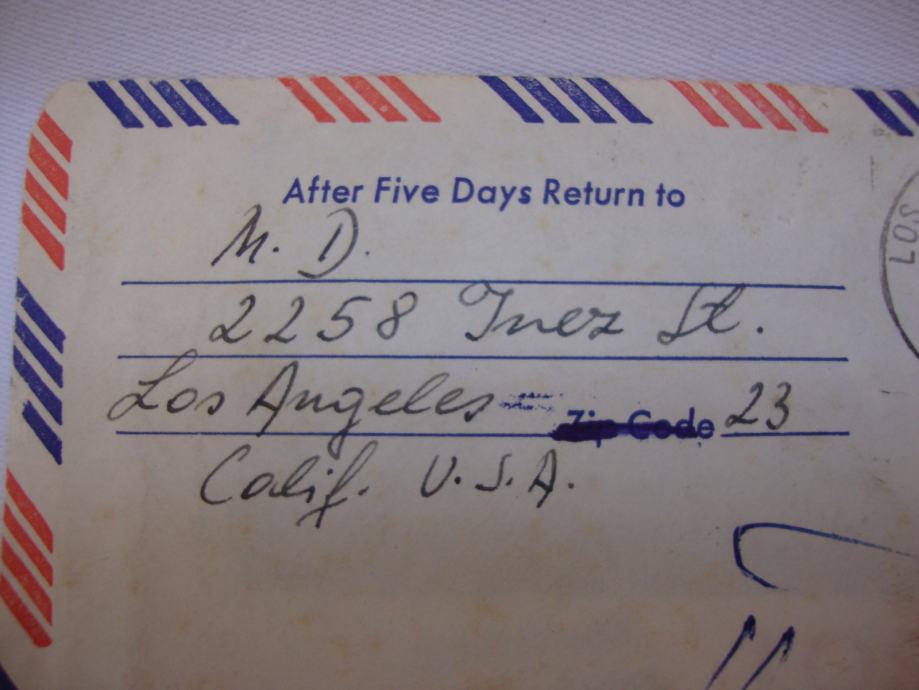 After Five Days Return to
M. D.
2258 Inez St.
Los Angeles Zip Code 23
Calif. U.S.A.
LOS